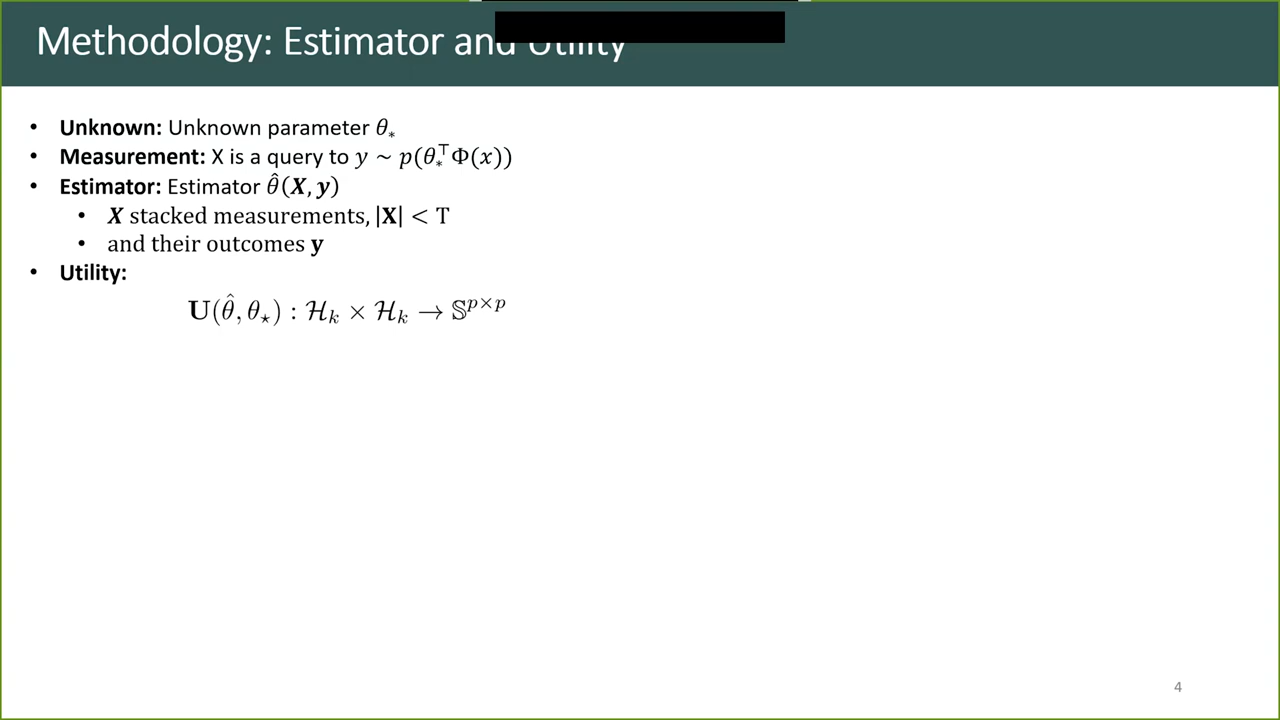 Methodology: Estimator and Utility
• Unknown: Unknown parameter θ∗
• Measurement: X is a query to y ~ p(θ∗⊤Φ(x))
• Estimator: Estimator θ̂(X, y)
• X stacked measurements, |X| < T
• and their outcomes y
• Utility:
U(θ̂, θ⋆) : ℋk × ℋk → 𝕊p×p
4